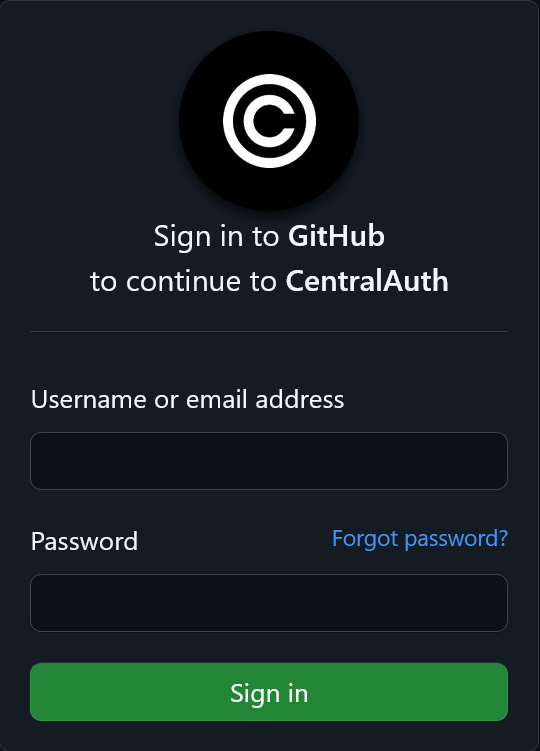 ©
Sign in to GitHub
to continue to CentralAuth
Username or email address
Password
Forgot password?
Sign in